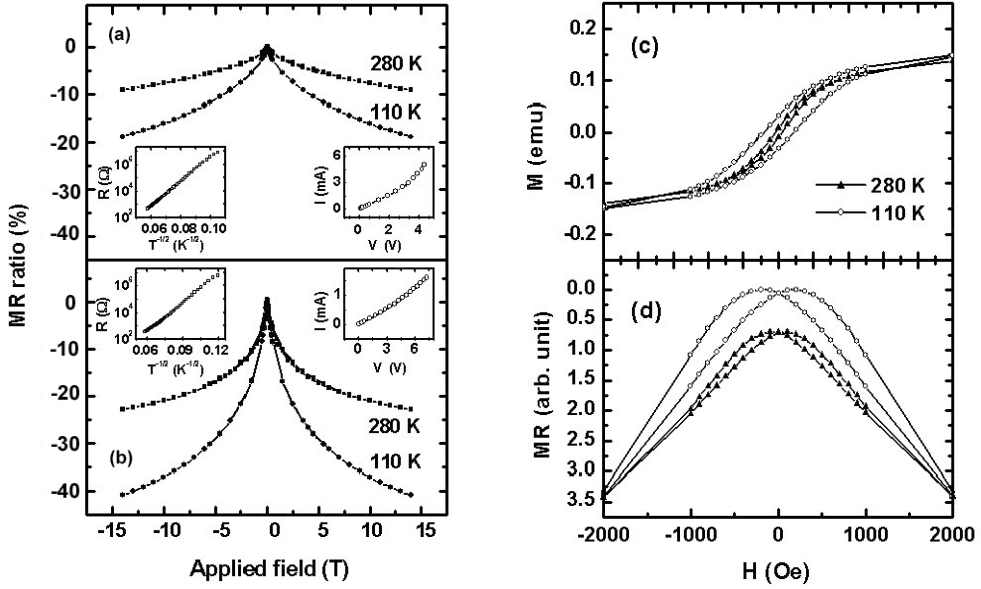 (a)
0
-10
-20
-30
-40
280 K
110 K
R (Ω)
10⁶
10⁴
10²
0.06 0.08 0.10
T⁻¹/² (K⁻¹/²)
I (mA)
6
3
0
0 2 4
V (V)
MR ratio (%)
R (Ω)
10⁶
10⁴
10²
0.06 0.09 0.12
T⁻¹/² (K⁻¹/²)
I (mA)
1
0
0 3 6
V (V)
0
-10
-20
-30
-40
280 K
110 K
(b)
-15 -10 -5 0 5 10 15
Applied field (T)
(c)
0.2
0.1
0.0
-0.1
-0.2
M (emu)
280 K
110 K
(d)
0.0
0.5
1.0
1.5
2.0
2.5
3.0
3.5
MR (arb. unit)
-2000 -1000 0 1000 2000
H (Oe)